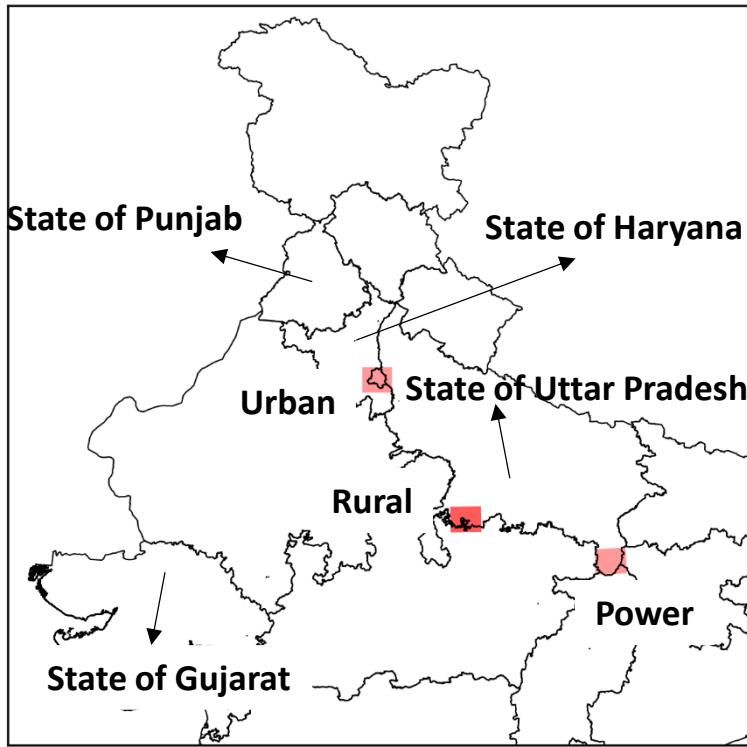 State of Punjab
State of Haryana
Urban
State of Uttar Pradesh
Rural
Power
State of Gujarat